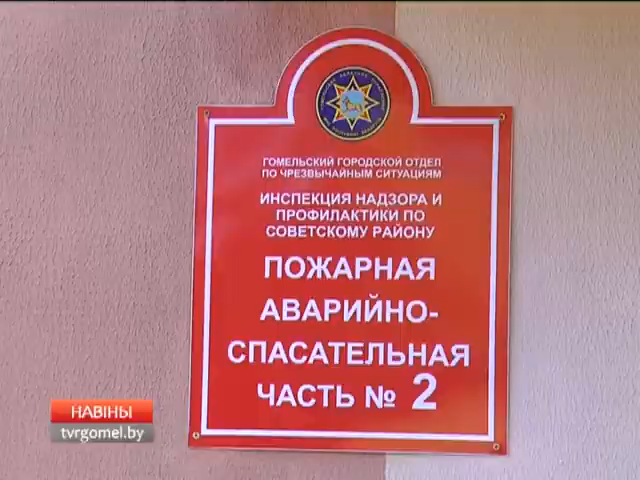 ГОМЕЛЬСКИЙ ГОРОДСКОЙ ОТДЕЛ
ПО ЧРЕЗВЫЧАЙНЫМ СИТУАЦИЯМ
ИНСПЕКЦИЯ НАДЗОРА И
ПРОФИЛАКТИКИ ПО
СОВЕТСКОМУ РАЙОНУ
ПОЖАРНАЯ
АВАРИЙНО-
СПАСАТЕЛЬНАЯ
ЧАСТЬ № 2
НАВІНЫ
tvrgomel.by